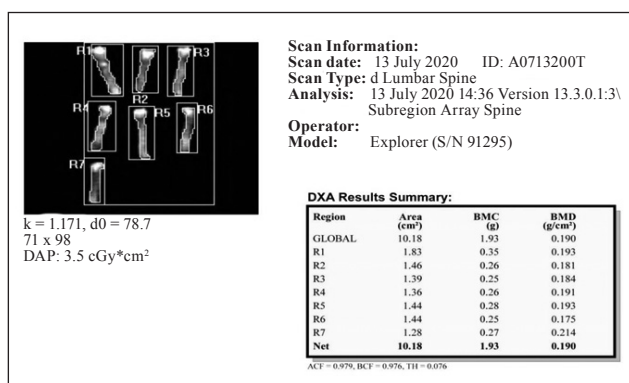 R1
R2
R3
R4
R5
R6
R7
k = 1.171, d0 = 78.7
71 x 98
DAP: 3.5 cGy*cm²
Scan Information:
Scan date: 13 July 2020 ID: A0713200T
Scan Type: d Lumbar Spine
Analysis: 13 July 2020 14:36 Version 13.3.0.1:3\
Subregion Array Spine
Operator:
Model: Explorer (S/N 91295)
DXA Results Summary:
Region Area BMC BMD
(cm²) (g) (g/cm²)
GLOBAL 10.18 1.93 0.190
R1 1.83 0.35 0.193
R2 1.46 0.26 0.181
R3 1.39 0.25 0.184
R4 1.36 0.26 0.191
R5 1.44 0.28 0.193
R6 1.44 0.25 0.175
R7 1.28 0.27 0.214
Net 10.18 1.93 0.190
ACF = 0.979, BCF = 0.976, TH = 0.076